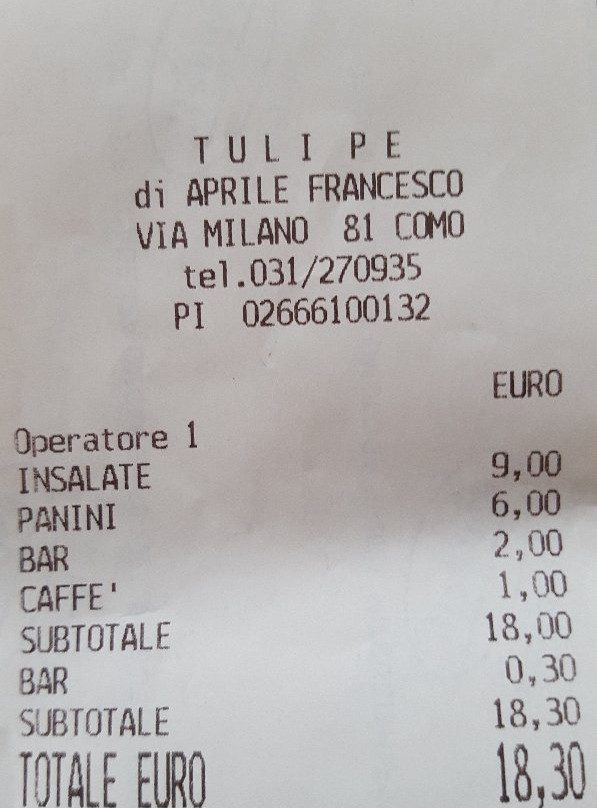 T U L I P E
di APRILE FRANCESCO
VIA MILANO 81 COMO
tel.031/270935
PI 02666100132
EURO
Operatore 1
INSALATE 9,00
PANINI 6,00
BAR 2,00
CAFFE' 1,00
SUBTOTALE 18,00
BAR 0,30
SUBTOTALE 18,30
TOTALE EURO 18,30